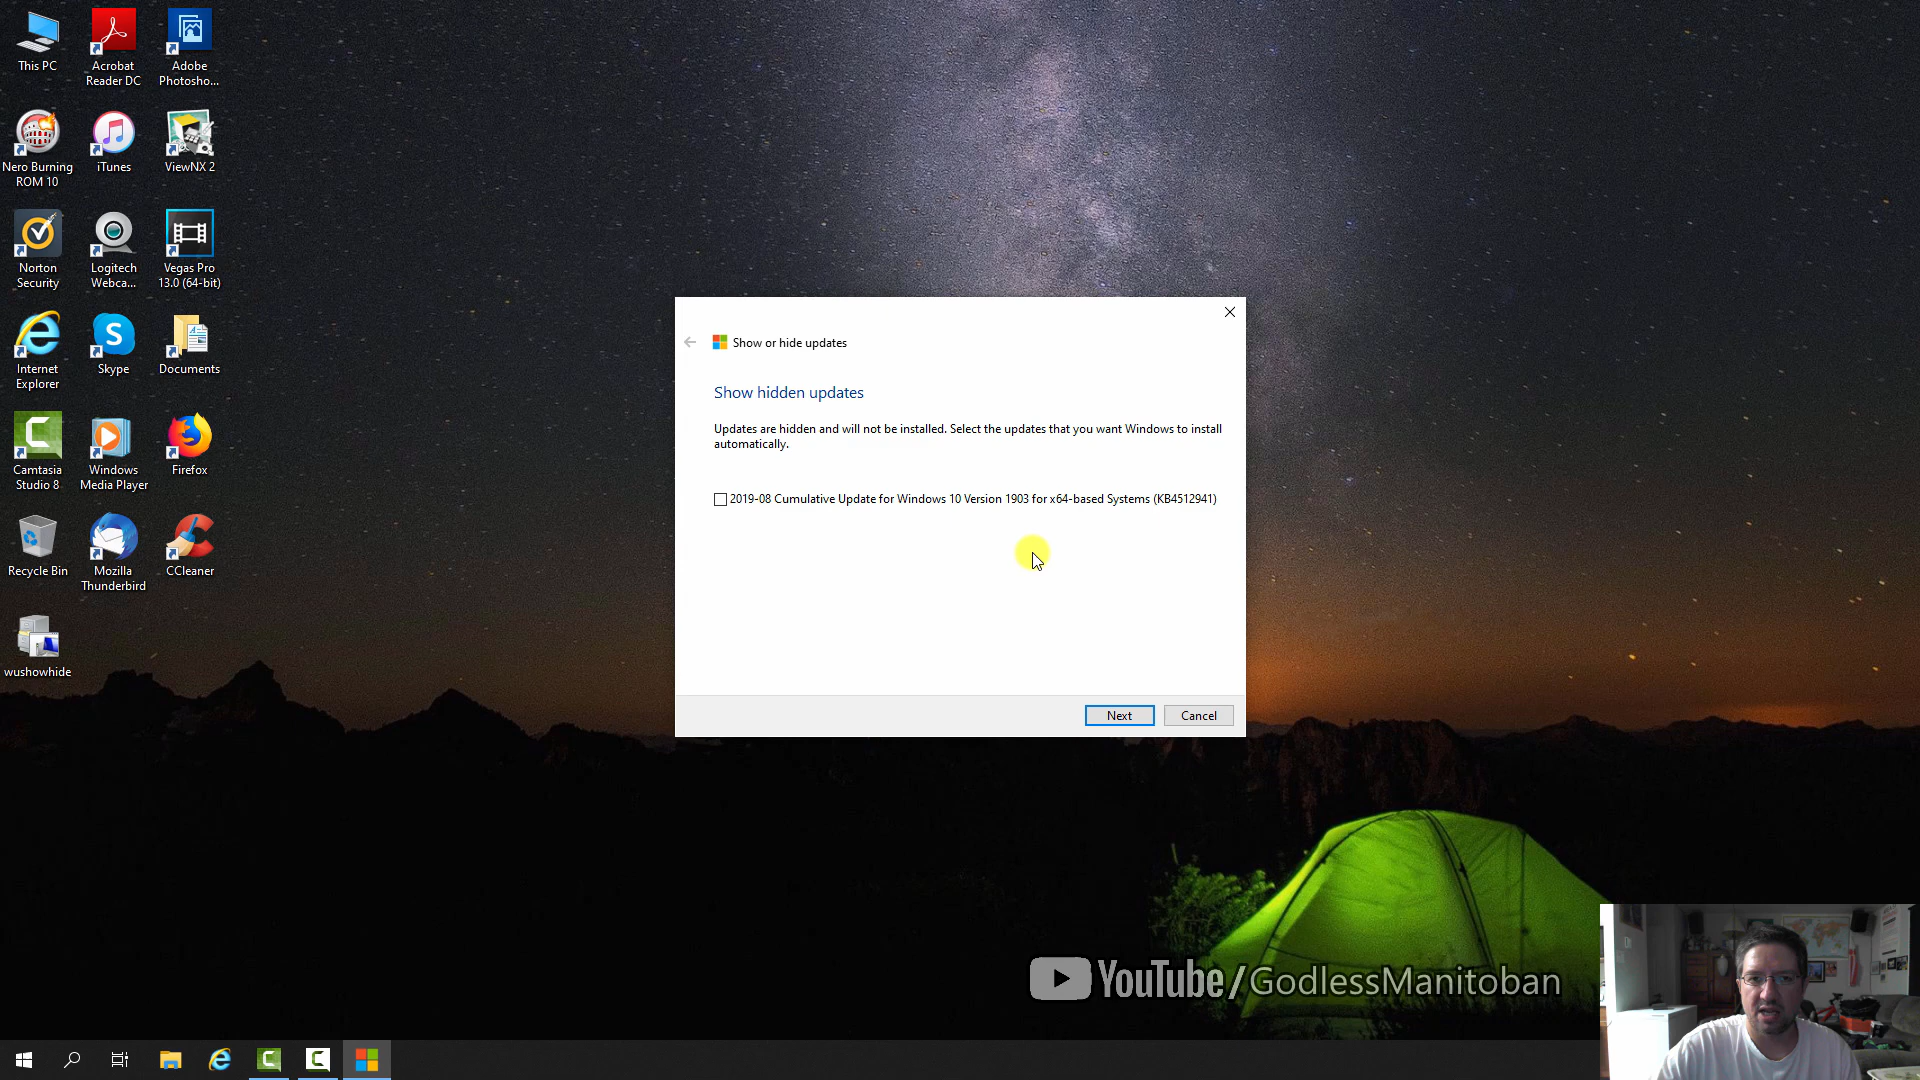 This PC
Acrobat
Reader DC
Adobe
Photosho...
Nero Burning
ROM 10
iTunes
ViewNX 2
Norton
Security
Logitech
Webca...
Vegas Pro
13.0 (64-bit)
Internet
Explorer
Skype
Documents
Camtasia
Studio 8
Windows
Media Player
Firefox
Recycle Bin
Mozilla
Thunderbird
CCleaner
wushowhide
Show or hide updates
Show hidden updates
Updates are hidden and will not be installed. Select the updates that you want Windows to install
automatically.
2019-08 Cumulative Update for Windows 10 Version 1903 for x64-based Systems (KB4512941)
Next
Cancel
YouTube/GodlessManitoban